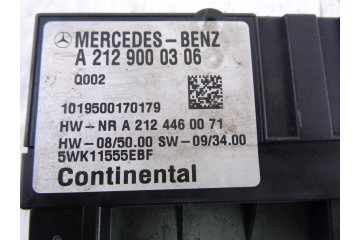 MERCEDES-BENZ
A 212 900 03 06
Q002
1019500170179
HW-NR A 212 446 00 71
HW-08/50.00 SW-09/34.00
5WK11555EBF
Continental